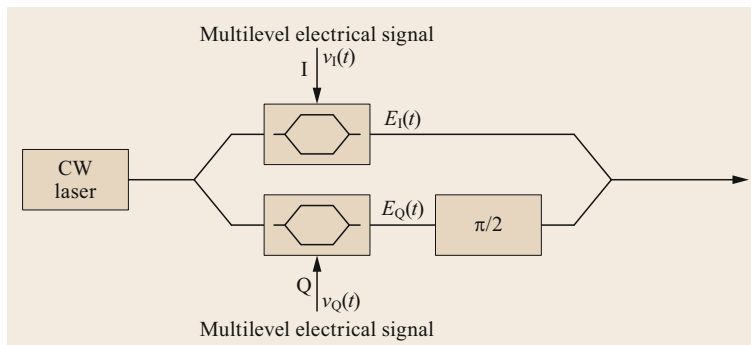 Multilevel electrical signal
I
v_I(t)
E_I(t)
CW
laser
E_Q(t)
π/2
Q
v_Q(t)
Multilevel electrical signal